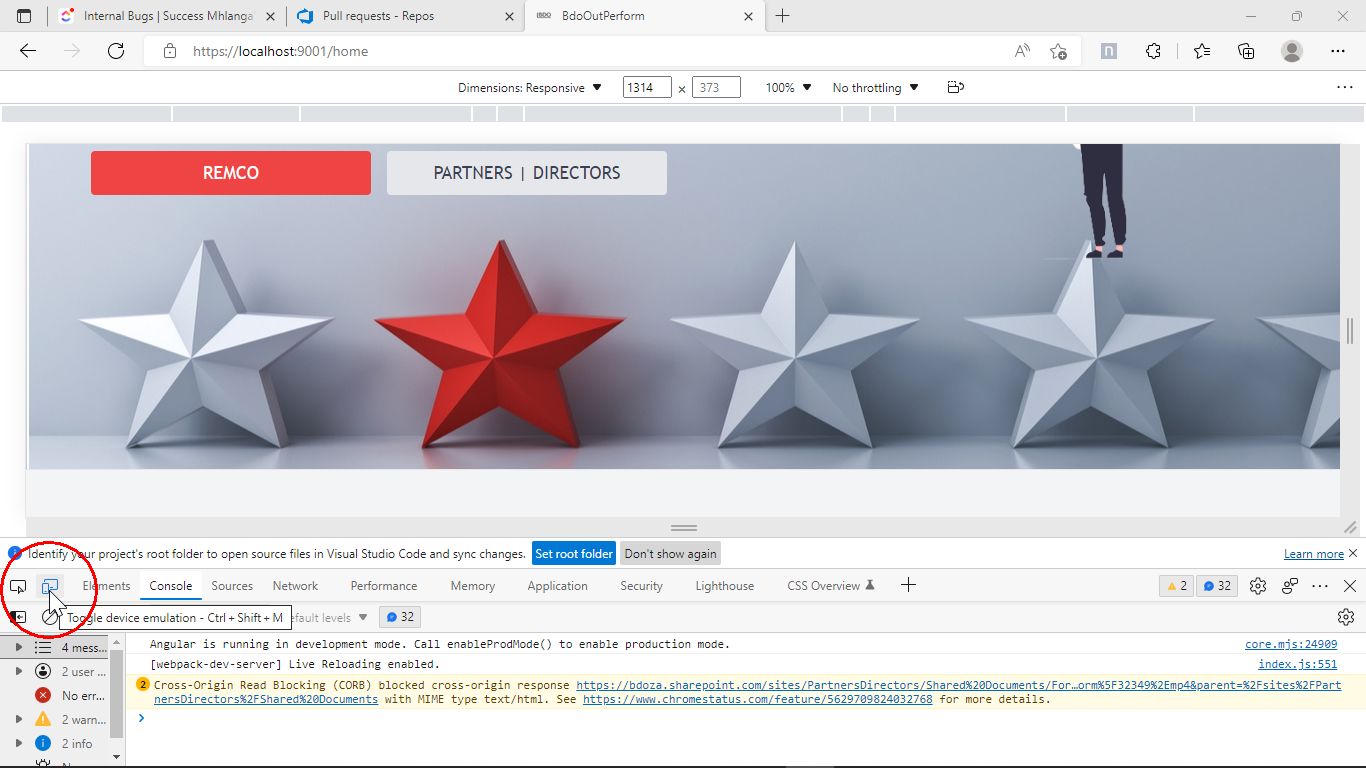 Internal Bugs | Success Mhlanga
Pull requests - Repos
BDO BdoOutPerform
https://localhost:9001/home
Dimensions: Responsive 1314 × 373 100% No throttling
REMCO
PARTNERS | DIRECTORS
Identify your project's root folder to open source files in Visual Studio Code and sync changes. Set root folder Don't show again Learn more
Elements Console Sources Network Performance Memory Application Security Lighthouse CSS Overview 2 32
Toggle device emulation - Ctrl + Shift + M
efault levels 32
4 mess...
2 user ...
No err...
2 warn...
2 info
Angular is running in development mode. Call enableProdMode() to enable production mode. core.mjs:24909
[webpack-dev-server] Live Reloading enabled. index.js:551
2 Cross-Origin Read Blocking (CORB) blocked cross-origin response https://bdoza.sharepoint.com/sites/PartnersDirectors/Shared%20Documents/For…orm%5F32349%2Emp4&parent=%2Fsites%2FPart
nersDirectors%2FShared%20Documents with MIME type text/html. See https://www.chromestatus.com/feature/5629709824032768 for more details.